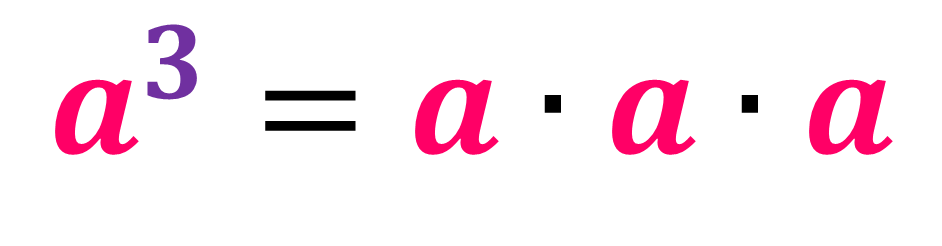 a³ = a · a · a